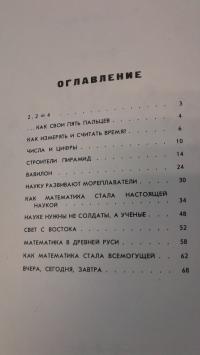 ОГЛАВЛЕНИЕ
2, 2 и 4 . . . 3
...КАК СВОИ ПЯТЬ ПАЛЬЦЕВ . . . 4
КАК ИЗМЕРЯТЬ И СЧИТАТЬ ВРЕМЯ? . . . 6
ЧИСЛА И ЦИФРЫ . . . 10
СТРОИТЕЛИ ПИРАМИД . . . 14
ВАВИЛОН . . . 24
НАУКУ РАЗВИВАЮТ МОРЕПЛАВАТЕЛИ . . . 30
КАК МАТЕМАТИКА СТАЛА НАСТОЯЩЕЙ
НАУКОЙ . . . 34
НАУКЕ НУЖНЫ НЕ СОЛДАТЫ, А УЧЕНЫЕ . . . 48
СВЕТ С ВОСТОКА . . . 52
МАТЕМАТИКА В ДРЕВНЕЙ РУСИ . . . 58
КАК МАТЕМАТИКА СТАЛА ВСЕМОГУЩЕЙ . . . 62
ВЧЕРА, СЕГОДНЯ, ЗАВТРА . . . 68